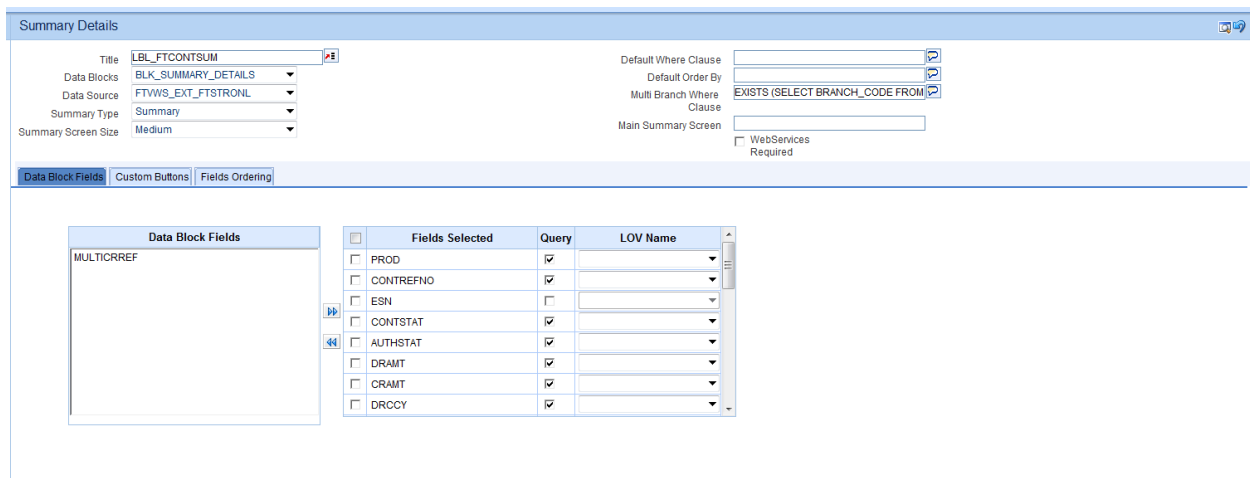 Summary Details
Title LBL_FTCONTSUM
Data Blocks BLK_SUMMARY_DETAILS
Data Source FTVWS_EXT_FTSTRONL
Summary Type Summary
Summary Screen Size Medium
Default Where Clause
Default Order By
Multi Branch Where EXISTS (SELECT BRANCH_CODE FROM
Clause
Main Summary Screen
WebServices
Required
Data Block Fields Custom Buttons Fields Ordering
Data Block Fields
MULTICRREF
Fields Selected Query LOV Name
PROD
CONTREFNO
ESN
CONTSTAT
AUTHSTAT
DRAMT
CRAMT
DRCCY